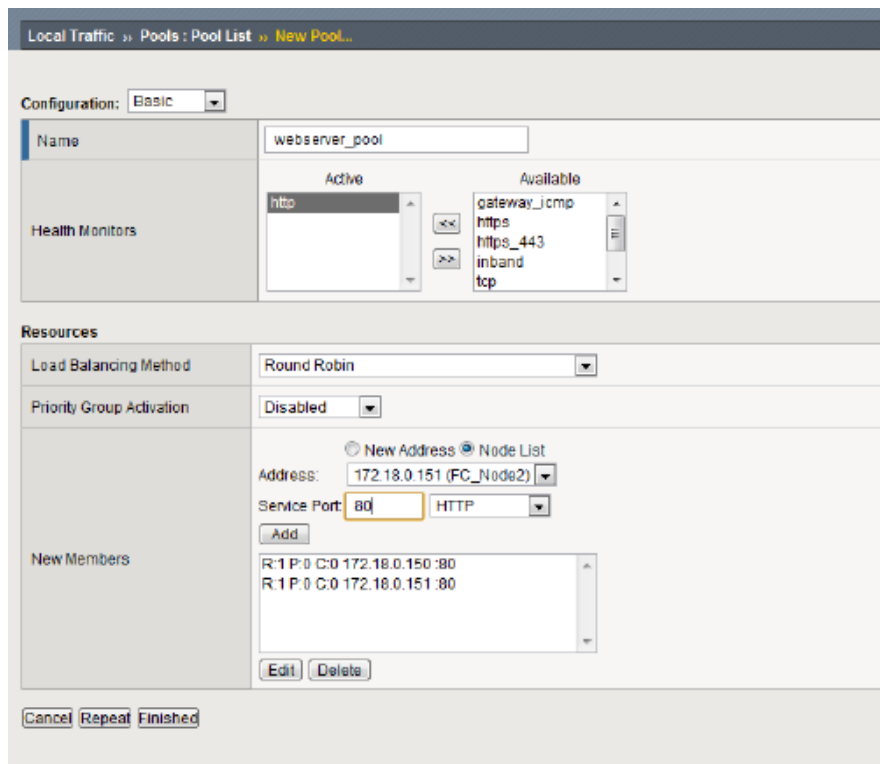 Local Traffic ›› Pools : Pool List ›› New Pool...
Configuration: Basic
Name webserver_pool
Active Available
Health Monitors
http
gateway_icmp
https
https_443
inband
tcp
<<
>>
Resources
Load Balancing Method Round Robin
Priority Group Activation Disabled
New Members
New Address Node List
Address: 172.18.0.151 (FC_Node2)
Service Port: 80 HTTP
Add
R:1 P:0 C:0 172.18.0.150 :80
R:1 P:0 C:0 172.18.0.151 :80
Edit Delete
Cancel Repeat Finished